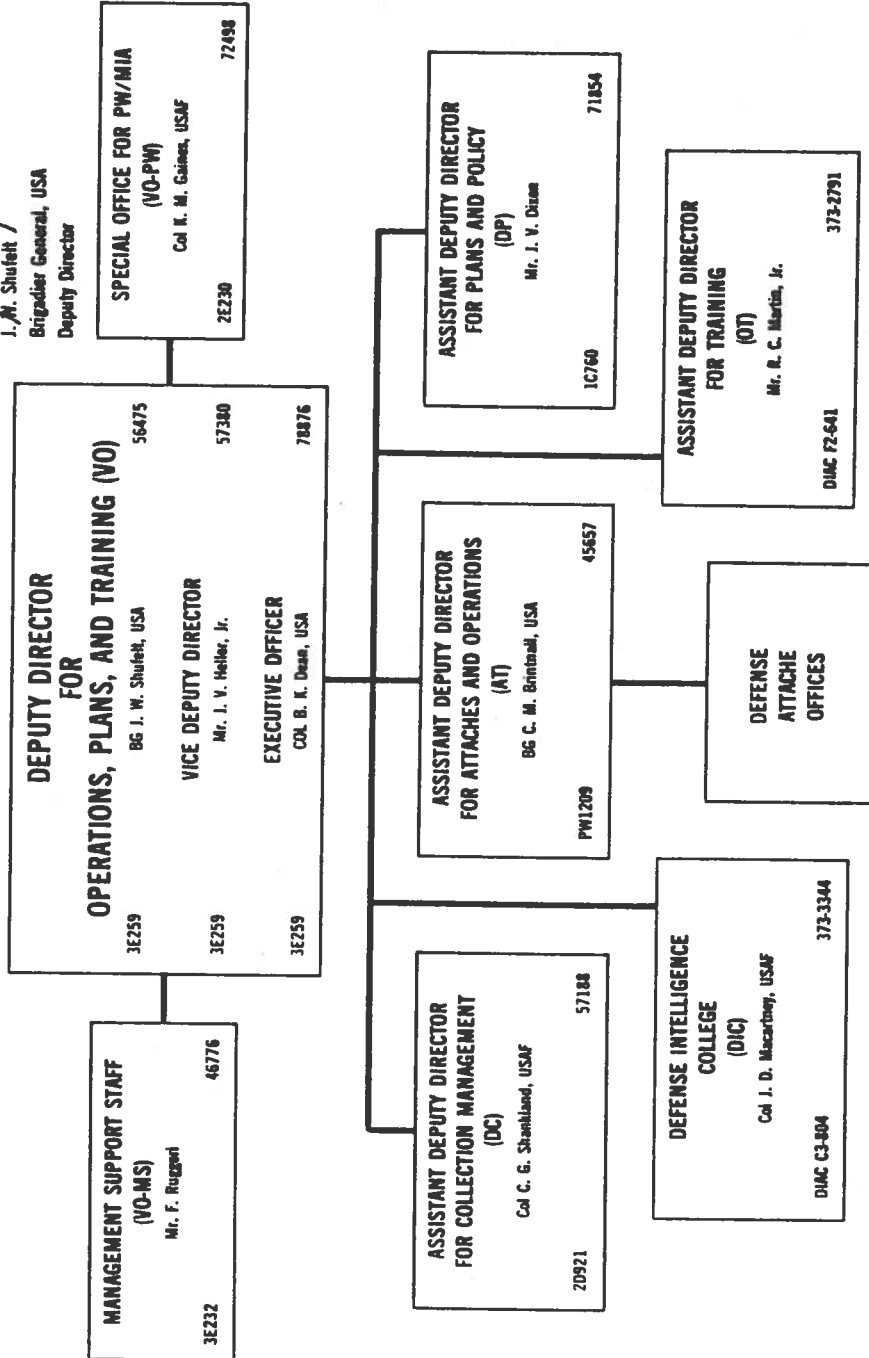 J. W. Shufelt /
Brigadier General, USA
Deputy Director
DEPUTY DIRECTOR
FOR
OPERATIONS, PLANS, AND TRAINING (VO)
3E259 BG J. W. Shufelt, USA 56475
VICE DEPUTY DIRECTOR
3E259 Mr. J. V. Heller, Jr. 57380
EXECUTIVE OFFICER
3E259 COL B. K. Dean, USA 78876
MANAGEMENT SUPPORT STAFF
(VO-MS)
Mr. F. Ruggeri
3E232 46776
SPECIAL OFFICE FOR PW/MIA
(VO-PW)
Col K. M. Gaines, USAF
2E230 72498
ASSISTANT DEPUTY DIRECTOR
FOR COLLECTION MANAGEMENT
(DC)
Col C. G. Shankland, USAF
2D921 57188
ASSISTANT DEPUTY DIRECTOR
FOR ATTACHES AND OPERATIONS
(AT)
BG C. M. Brintnall, USA
PW1209 45657
ASSISTANT DEPUTY DIRECTOR
FOR PLANS AND POLICY
(DP)
Mr. J. V. Dixon
1C760 71854
DEFENSE INTELLIGENCE
COLLEGE
(DIC)
Col J. D. Macartney, USAF
DIAC C3-804 373-3344
DEFENSE
ATTACHE
OFFICES
ASSISTANT DEPUTY DIRECTOR
FOR TRAINING
(OT)
Mr. R. C. Martin, Jr.
DIAC F2-641 373-2791